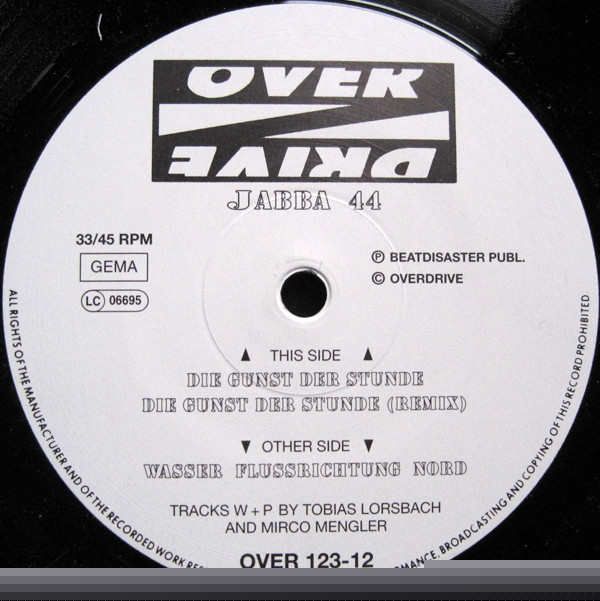 OVER
DRIVE
JABBA 44
33/45 RPM
GEMA
LC 06695
Ⓟ BEATDISASTER PUBL.
© OVERDRIVE
▲ THIS SIDE ▲
DIE GUNST DER STUNDE
DIE GUNST DER STUNDE (REMIX)
▼ OTHER SIDE ▼
WASSER FLUSSRICHTUNG NORD
TRACKS W + P BY TOBIAS LORSBACH
AND MIRCO MENGLER
OVER 123-12
ALL RIGHTS OF THE MANUFACTURER AND OF THE RECORDED WORK
BROADCASTING AND COPYING OF THIS RECORD PROHIBITED